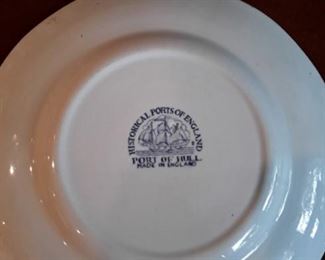 HISTORICAL PORTS OF ENGLAND
PORT OF HULL
MADE IN ENGLAND